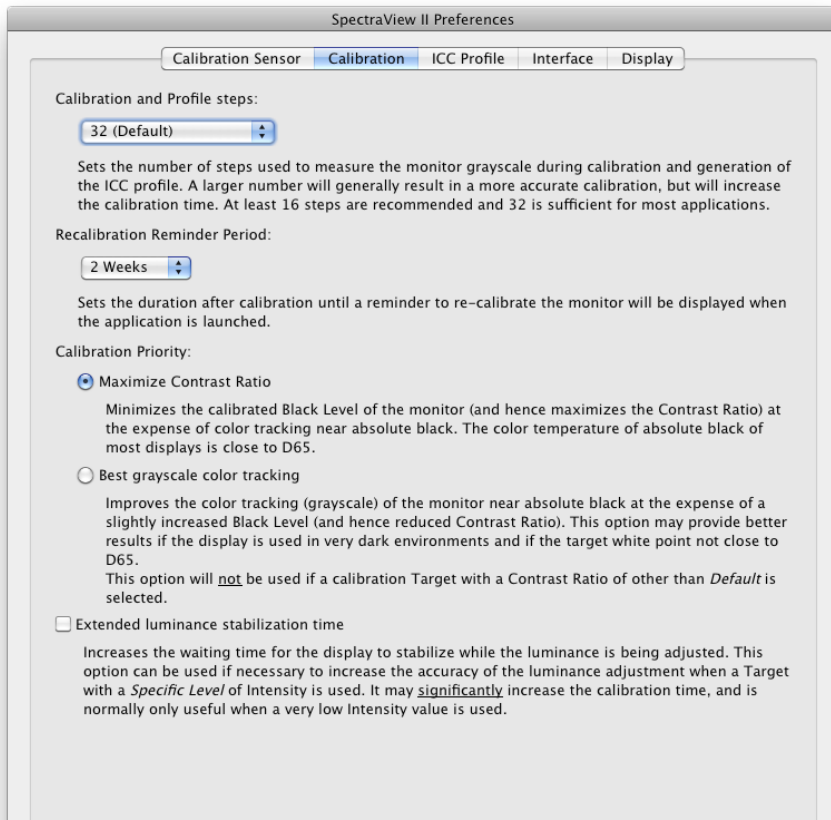 SpectraView II Preferences
Calibration Sensor Calibration ICC Profile Interface Display
Calibration and Profile steps:
32 (Default)
Sets the number of steps used to measure the monitor grayscale during calibration and generation of
the ICC profile. A larger number will generally result in a more accurate calibration, but will increase
the calibration time. At least 16 steps are recommended and 32 is sufficient for most applications.
Recalibration Reminder Period:
2 Weeks
Sets the duration after calibration until a reminder to re-calibrate the monitor will be displayed when
the application is launched.
Calibration Priority:
Maximize Contrast Ratio
Minimizes the calibrated Black Level of the monitor (and hence maximizes the Contrast Ratio) at
the expense of color tracking near absolute black. The color temperature of absolute black of
most displays is close to D65.
Best grayscale color tracking
Improves the color tracking (grayscale) of the monitor near absolute black at the expense of a
slightly increased Black Level (and hence reduced Contrast Ratio). This option may provide better
results if the display is used in very dark environments and if the target white point not close to
D65.
This option will not be used if a calibration Target with a Contrast Ratio of other than Default is
selected.
Extended luminance stabilization time
Increases the waiting time for the display to stabilize while the luminance is being adjusted. This
option can be used if necessary to increase the accuracy of the luminance adjustment when a Target
with a Specific Level of Intensity is used. It may significantly increase the calibration time, and is
normally only useful when a very low Intensity value is used.